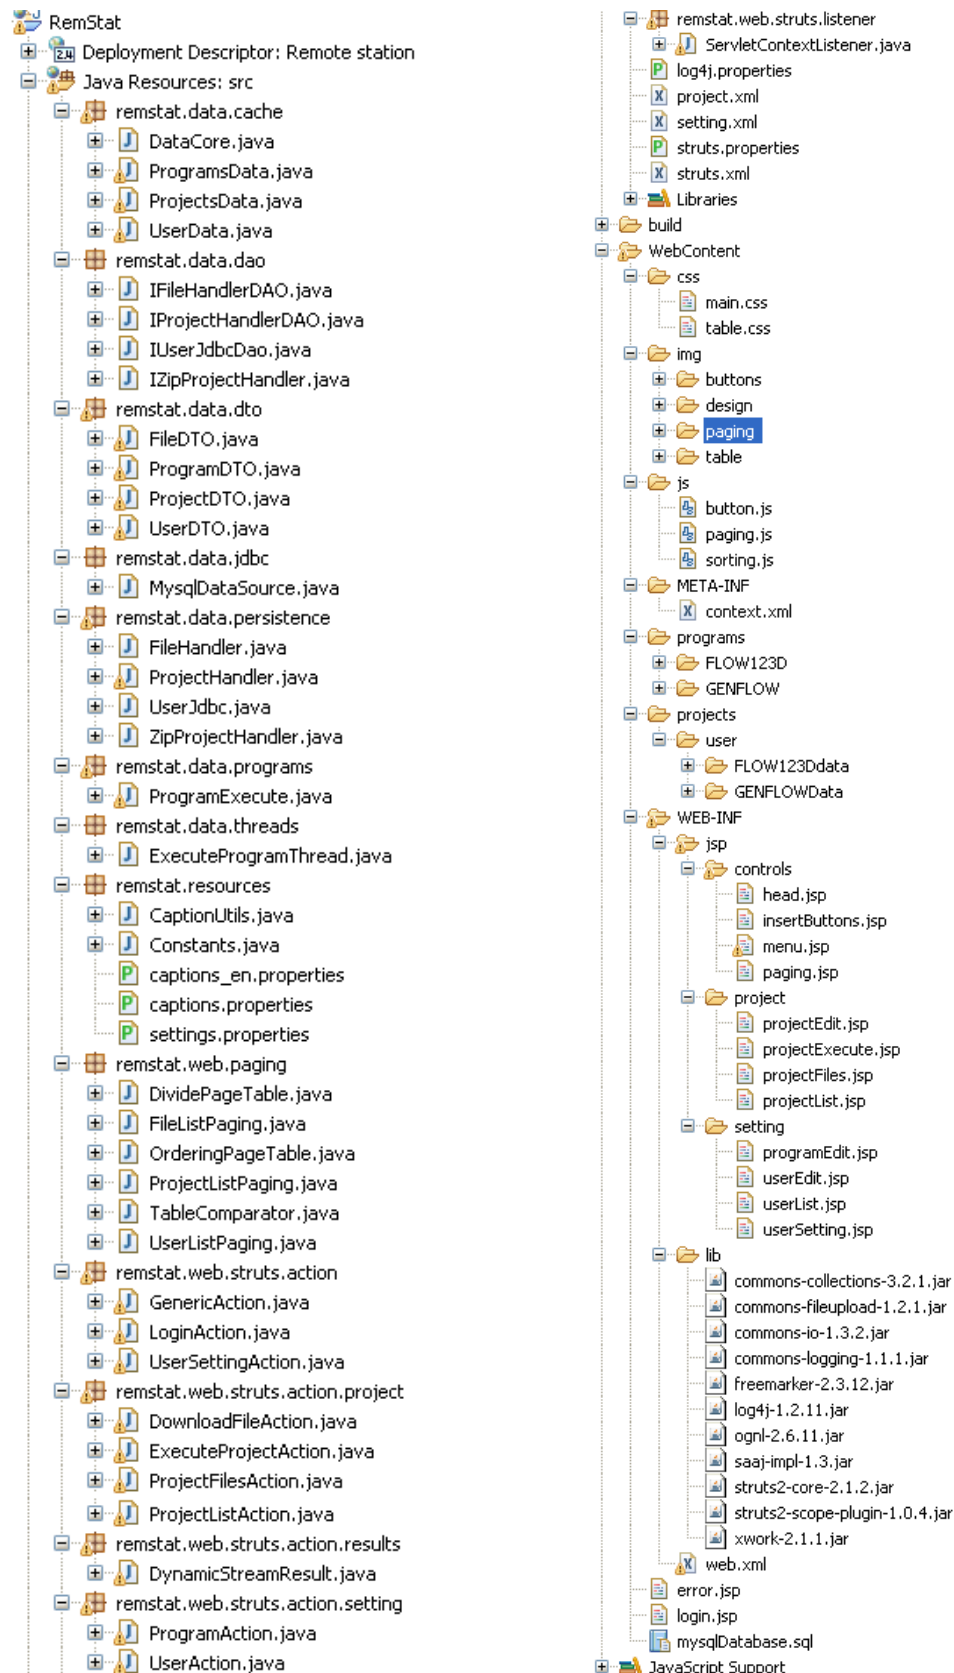 RemStat
Deployment Descriptor: Remote station
Java Resources: src
remstat.data.cache
DataCore.java
ProgramsData.java
ProjectsData.java
UserData.java
remstat.data.dao
IFileHandlerDAO.java
IProjectHandlerDAO.java
IUserJdbcDao.java
IZipProjectHandler.java
remstat.data.dto
FileDTO.java
ProgramDTO.java
ProjectDTO.java
UserDTO.java
remstat.data.jdbc
MysqlDataSource.java
remstat.data.persistence
FileHandler.java
ProjectHandler.java
UserJdbc.java
ZipProjectHandler.java
remstat.data.programs
ProgramExecute.java
remstat.data.threads
ExecuteProgramThread.java
remstat.resources
CaptionUtils.java
Constants.java
captions_en.properties
captions.properties
settings.properties
remstat.web.paging
DividePageTable.java
FileListPaging.java
OrderingPageTable.java
ProjectListPaging.java
TableComparator.java
UserListPaging.java
remstat.web.struts.action
GenericAction.java
LoginAction.java
UserSettingAction.java
remstat.web.struts.action.project
DownloadFileAction.java
ExecuteProjectAction.java
ProjectFilesAction.java
ProjectListAction.java
remstat.web.struts.action.results
DynamicStreamResult.java
remstat.web.struts.action.setting
ProgramAction.java
UserAction.java
remstat.web.struts.listener
ServletContextListener.java
log4j.properties
project.xml
setting.xml
struts.properties
struts.xml
Libraries
build
WebContent
css
main.css
table.css
img
buttons
design
paging
table
js
button.js
paging.js
sorting.js
META-INF
context.xml
programs
FLOW123D
GENFLOW
projects
user
FLOW123Ddata
GENFLOWData
WEB-INF
jsp
controls
head.jsp
insertButtons.jsp
menu.jsp
paging.jsp
project
projectEdit.jsp
projectExecute.jsp
projectFiles.jsp
projectList.jsp
setting
programEdit.jsp
userEdit.jsp
userList.jsp
userSetting.jsp
lib
commons-collections-3.2.1.jar
commons-fileupload-1.2.1.jar
commons-io-1.3.2.jar
commons-logging-1.1.1.jar
freemarker-2.3.12.jar
log4j-1.2.11.jar
ognl-2.6.11.jar
saaj-impl-1.3.jar
struts2-core-2.1.2.jar
struts2-scope-plugin-1.0.4.jar
xwork-2.1.1.jar
web.xml
error.jsp
login.jsp
mysqlDatabase.sql
JavaScript Support